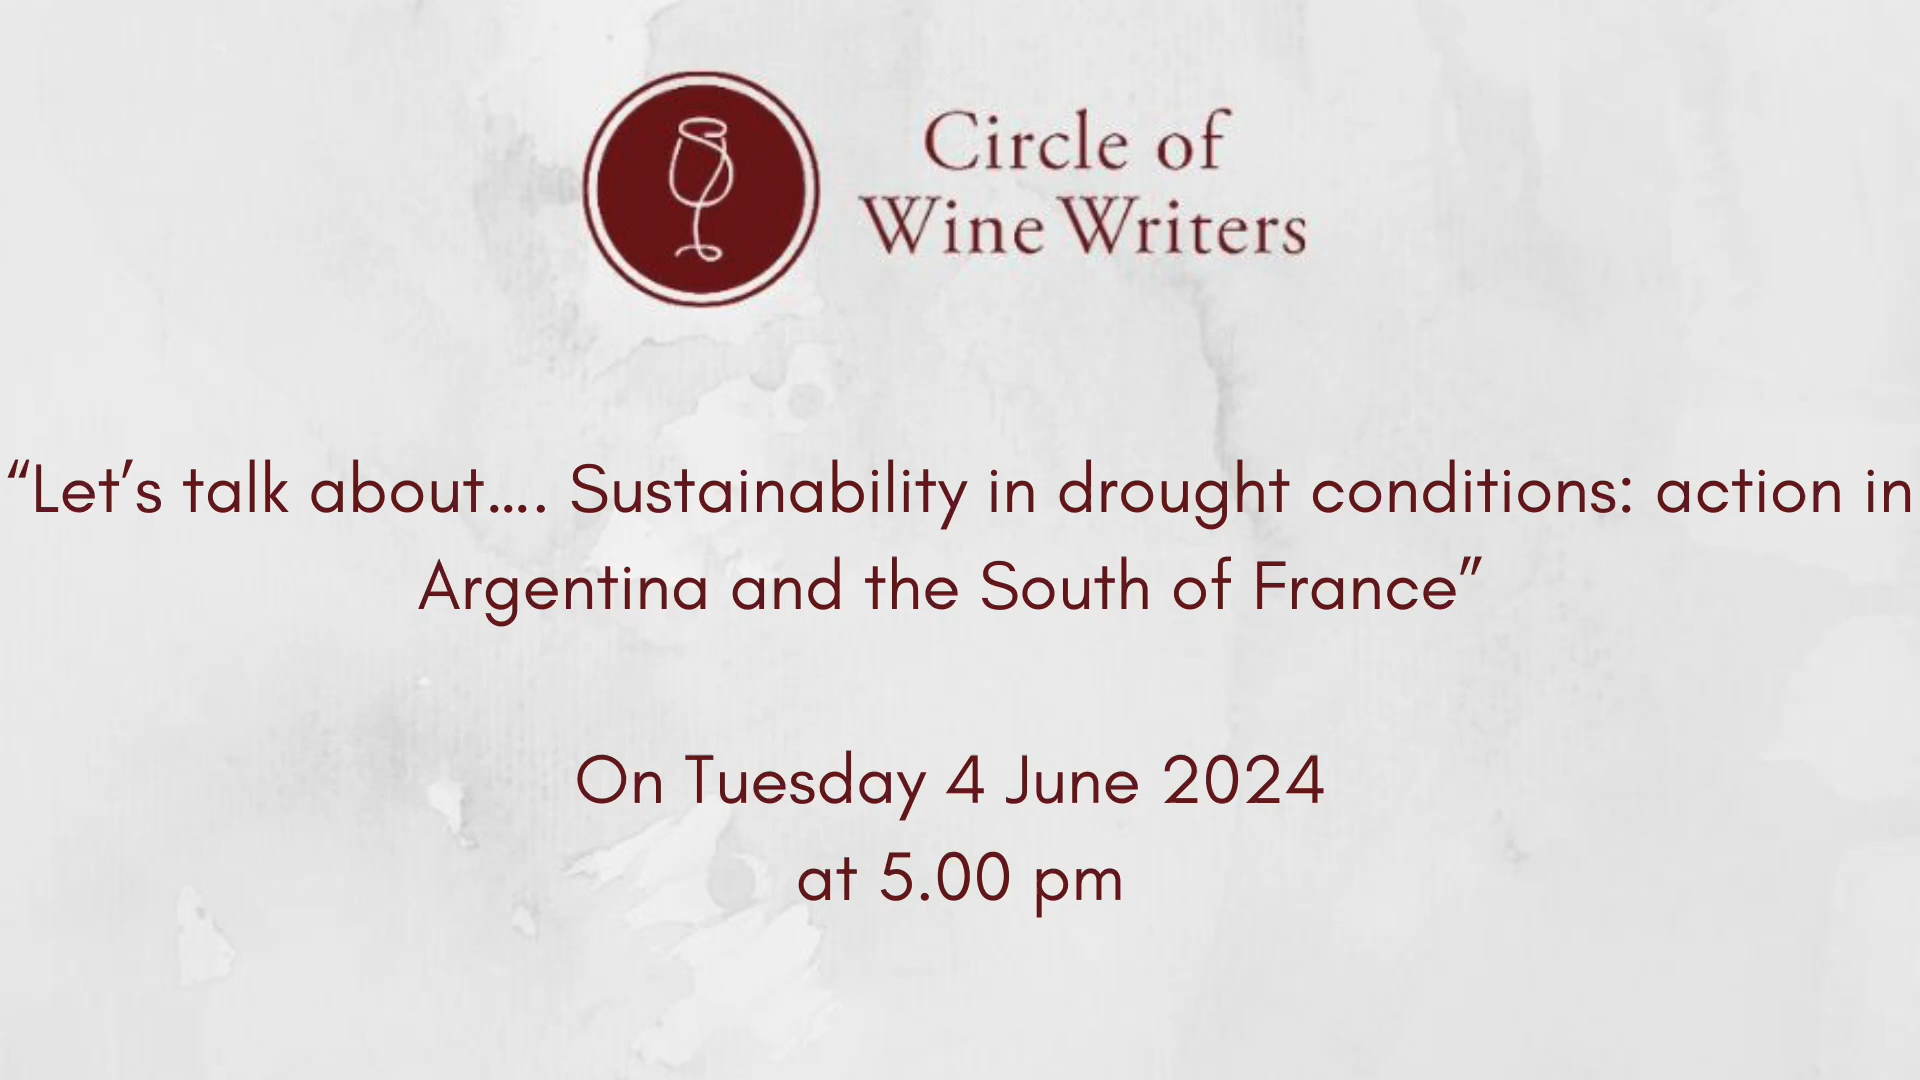 Circle of
Wine Writers
“Let’s talk about.... Sustainability in drought conditions: action in
Argentina and the South of France”
On Tuesday 4 June 2024
at 5.00 pm